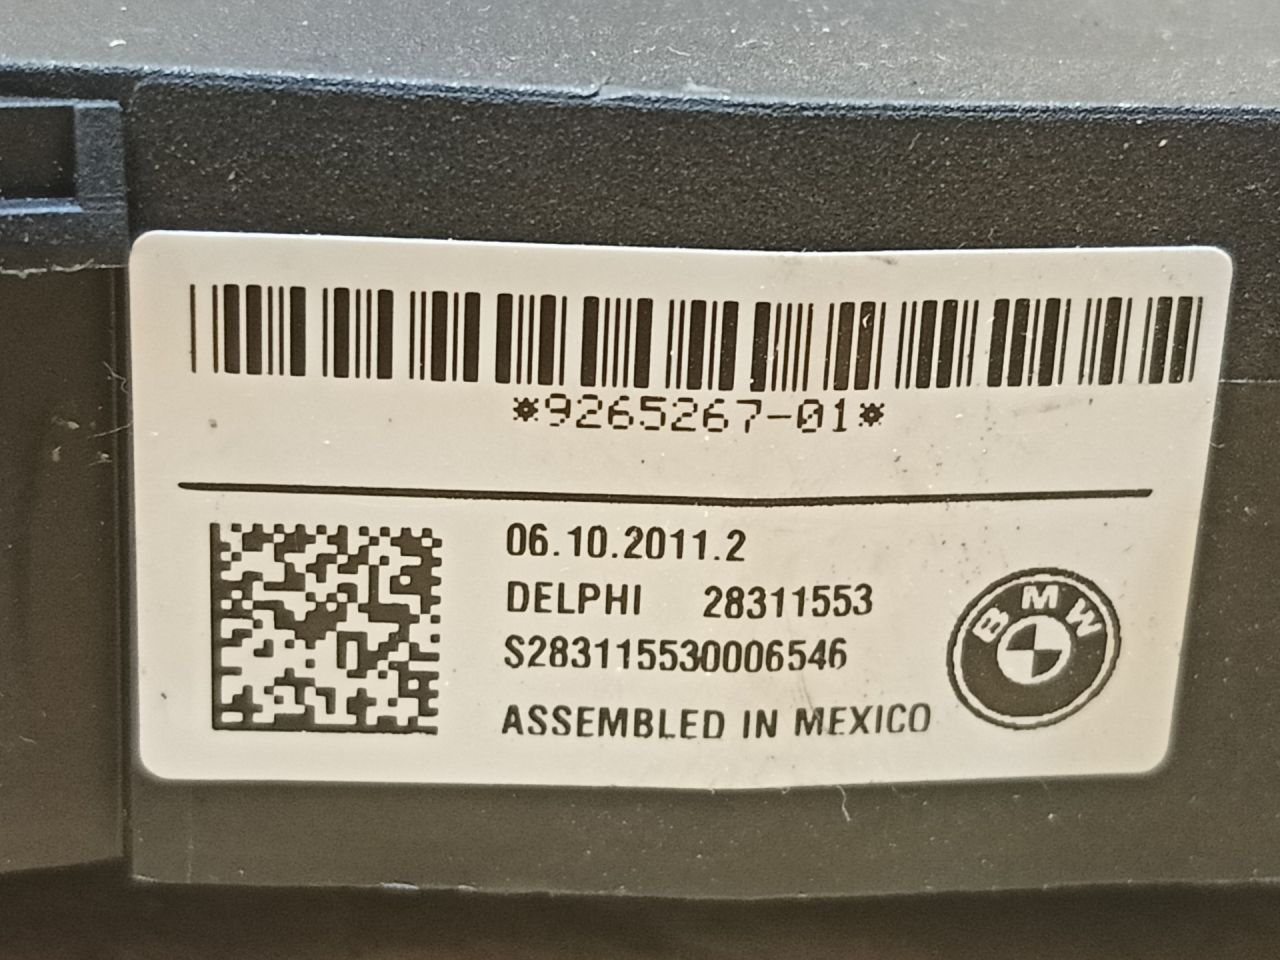 *9265267-01*
06.10.2011.2
DELPHI 28311553
S283115530006546
ASSEMBLED IN MEXICO
BMW